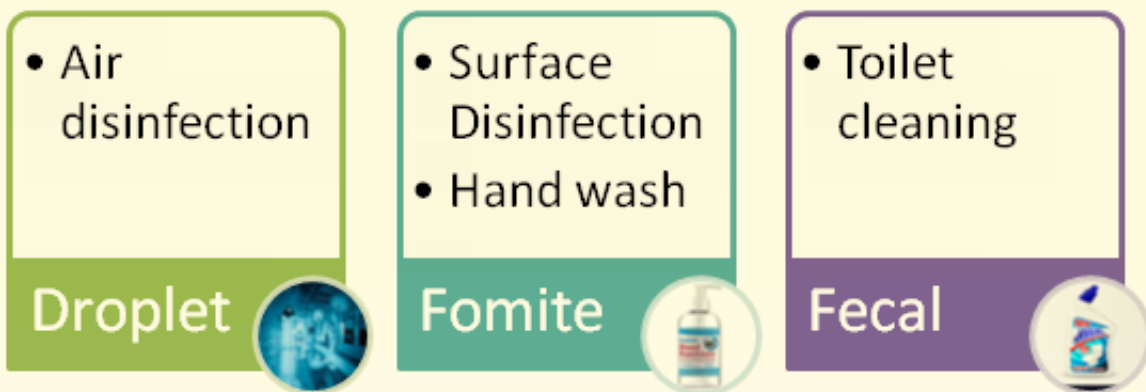 • Air
disinfection
Droplet
• Surface
Disinfection
• Hand wash
Fomite
• Toilet
cleaning
Fecal